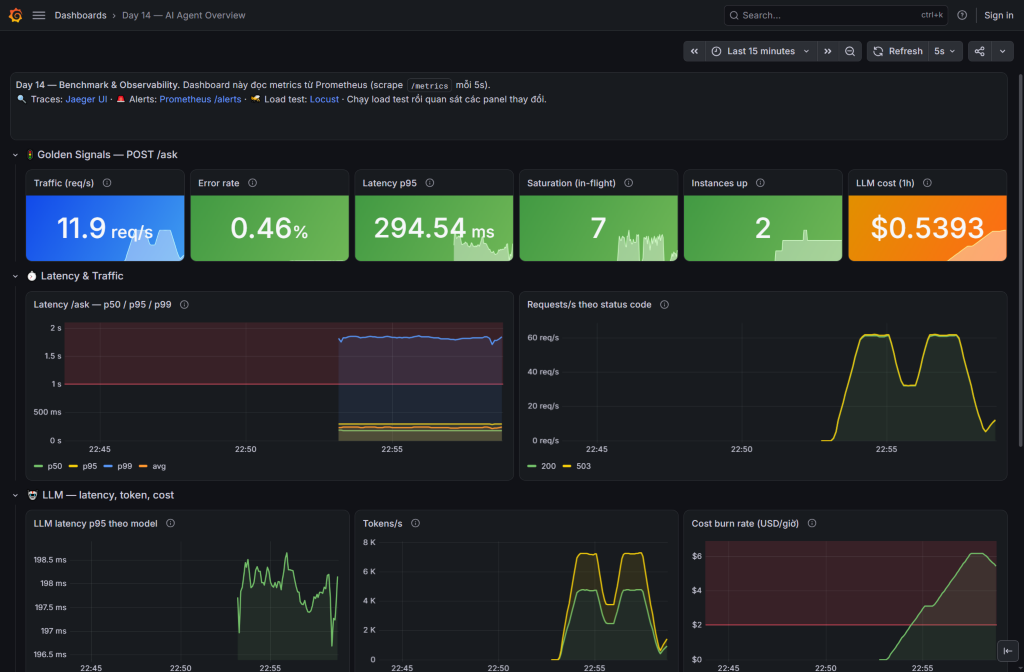 Dashboards › Day 14 — AI Agent Overview
Search... ctrl+k
Sign in
Last 15 minutes
Refresh 5s
Day 14 — Benchmark & Observability. Dashboard này đọc metrics từ Prometheus (scrape /metrics mỗi 5s).
🔍 Traces: Jaeger UI · 🚨 Alerts: Prometheus /alerts · Load test: Locust · Chạy load test rồi quan sát các panel thay đổi.
🚦 Golden Signals — POST /ask
Traffic (req/s)
11.9 req/s
Error rate
0.46%
Latency p95
294.54 ms
Saturation (in-flight)
7
Instances up
2
LLM cost (1h)
$0.5393
⏱ Latency & Traffic
Latency /ask — p50 / p95 / p99
2 s
1.5 s
1 s
500 ms
0 s
22:45 22:50 22:55
p50 p95 p99 avg
Requests/s theo status code
60 req/s
40 req/s
20 req/s
0 req/s
22:45 22:50 22:55
200 503
LLM — latency, token, cost
LLM latency p95 theo model
198.5 ms
198 ms
197.5 ms
197 ms
196.5 ms
22:45 22:50 22:55
Tokens/s
8 K
6 K
4 K
2 K
0
22:45 22:50 22:55
Cost burn rate (USD/giờ)
$6
$4
$2
$0
22:45 22:50 22:55